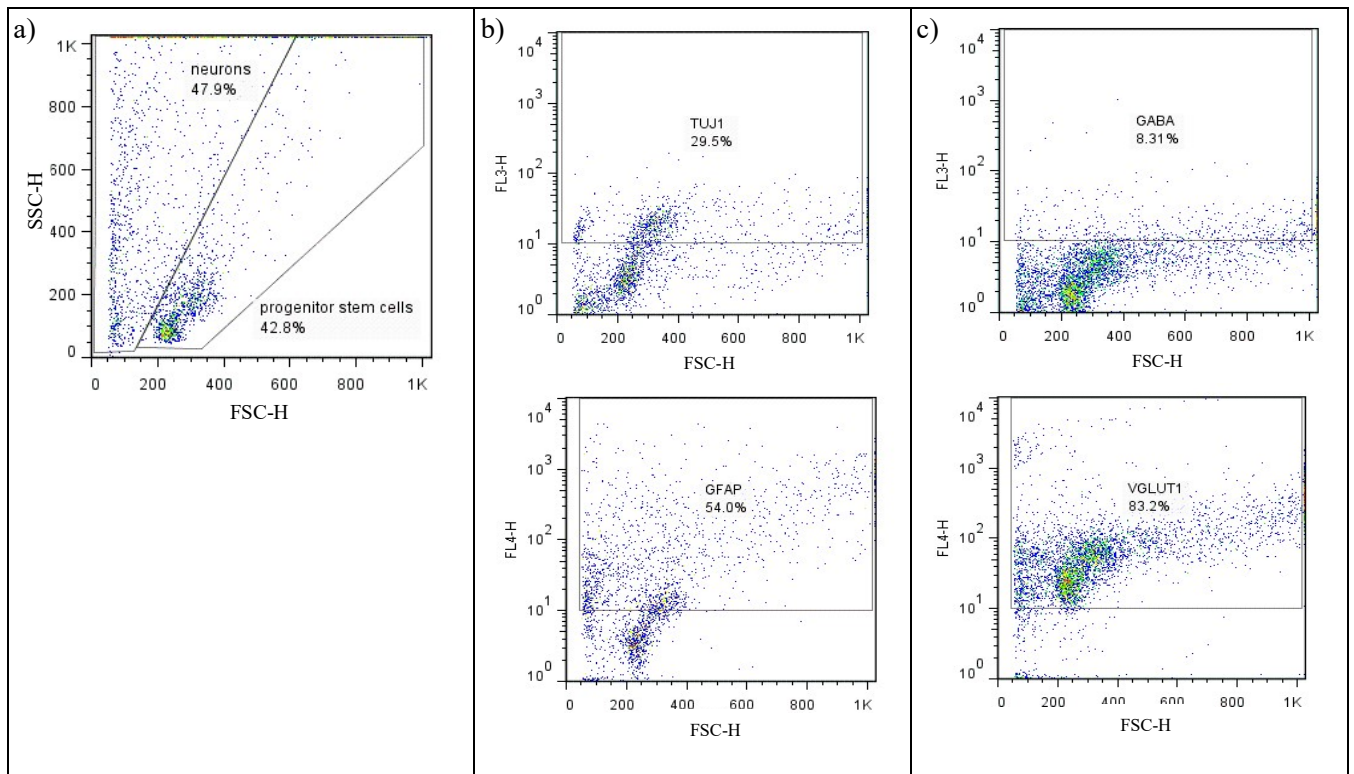 a)
1K
800
600
400
200
0
SSC-H
neurons
47.9%
progenitor stem cells
42.8%
0 200 400 600 800 1K
FSC-H
b)
10^4
10^3
10^2
10^1
10^0
FL3-H
TUJ1
29.5%
0 200 400 600 800 1K
FSC-H
10^4
10^3
10^2
10^1
10^0
FL4-H
GFAP
54.0%
0 200 400 600 800 1K
FSC-H
c)
10^4
10^3
10^2
10^1
10^0
FL3-H
GABA
8.31%
0 200 400 600 800 1K
FSC-H
10^4
10^3
10^2
10^1
10^0
FL4-H
VGLUT1
83.2%
0 200 400 600 800 1K
FSC-H